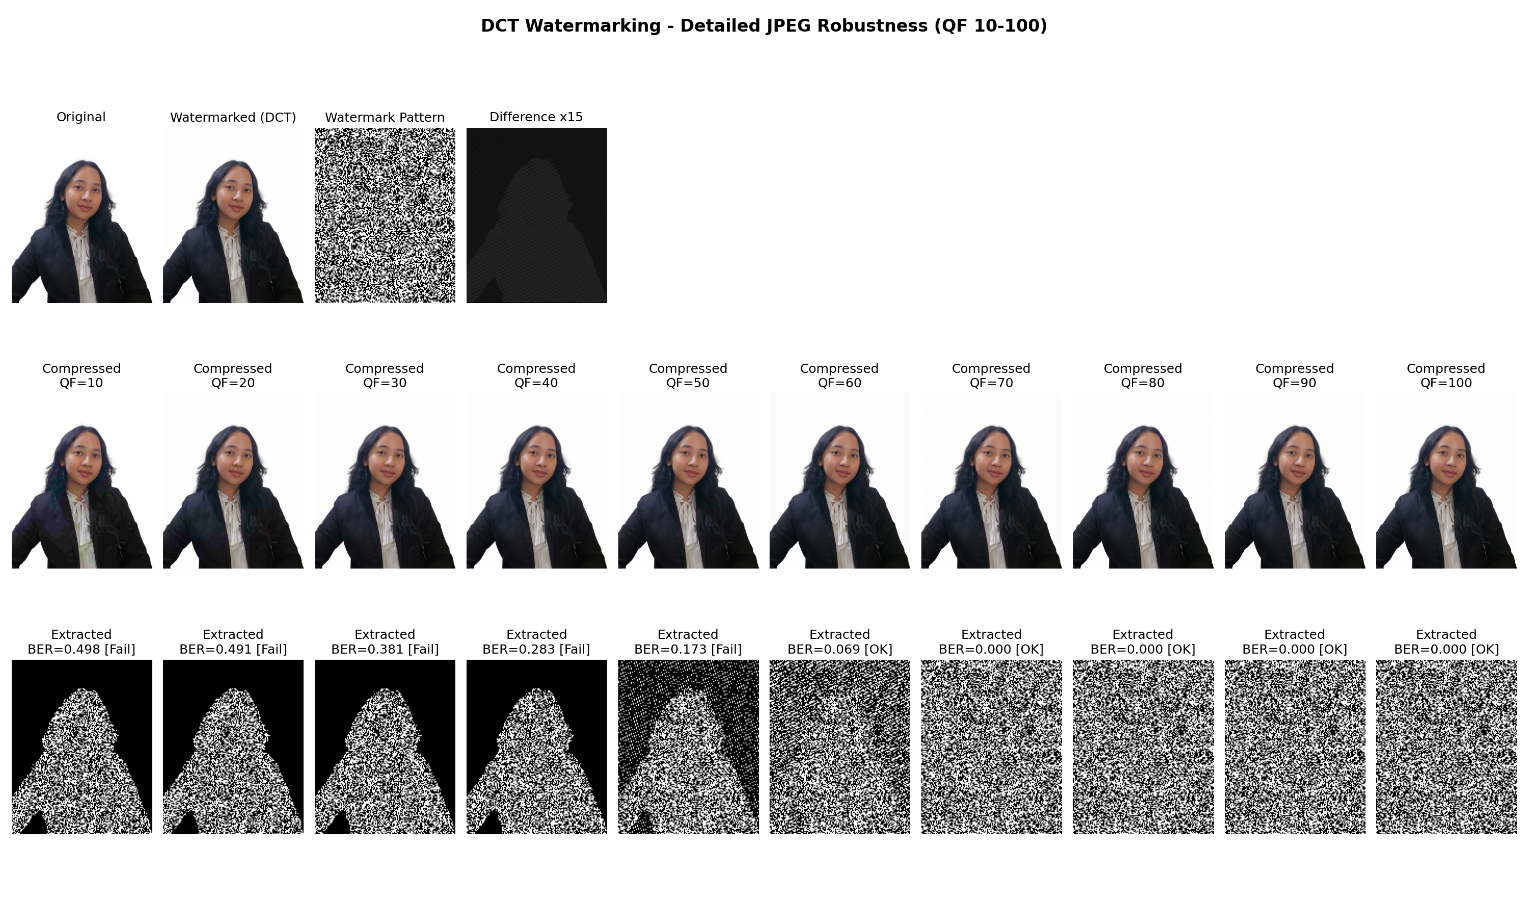 DCT Watermarking - Detailed JPEG Robustness (QF 10-100)
Original
Watermarked (DCT)
Watermark Pattern
Difference x15
Compressed
QF=10
Compressed
QF=20
Compressed
QF=30
Compressed
QF=40
Compressed
QF=50
Compressed
QF=60
Compressed
QF=70
Compressed
QF=80
Compressed
QF=90
Compressed
QF=100
Extracted
BER=0.498 [Fail]
Extracted
BER=0.491 [Fail]
Extracted
BER=0.381 [Fail]
Extracted
BER=0.283 [Fail]
Extracted
BER=0.173 [Fail]
Extracted
BER=0.069 [OK]
Extracted
BER=0.000 [OK]
Extracted
BER=0.000 [OK]
Extracted
BER=0.000 [OK]
Extracted
BER=0.000 [OK]